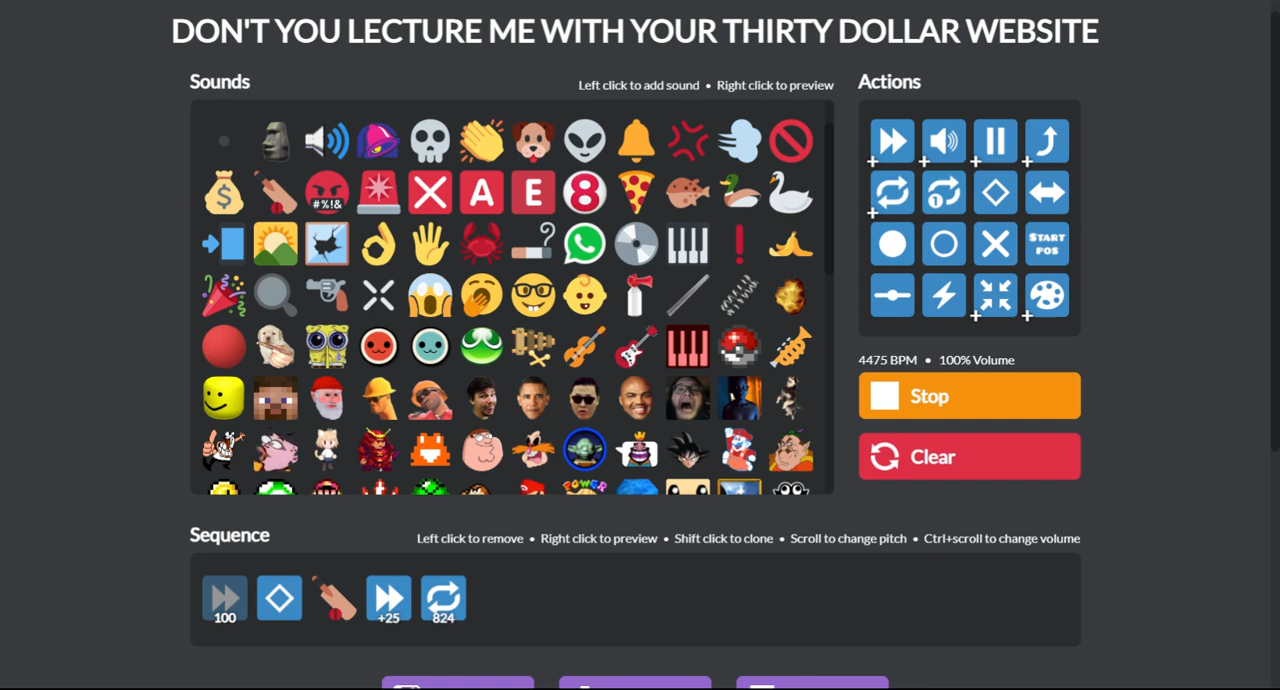 DON'T YOU LECTURE ME WITH YOUR THIRTY DOLLAR WEBSITE
Sounds
Left click to add sound • Right click to preview
Actions
#%!&
A
E
8
1
START
POS
4475 BPM • 100% Volume
Stop
Clear
POWER
Sequence
Left click to remove • Right click to preview • Shift click to clone • Scroll to change pitch • Ctrl+scroll to change volume
100
+25
824